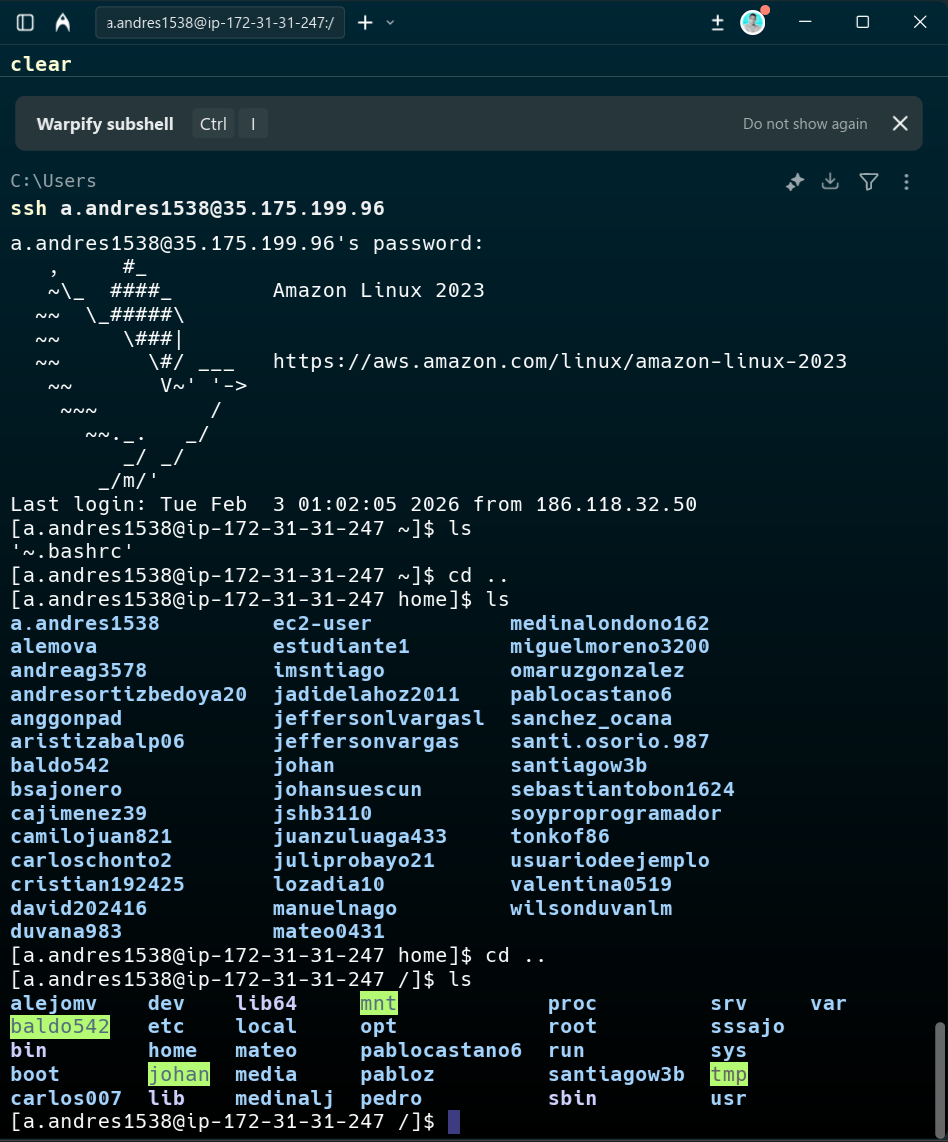 a.andres1538@ip-172-31-31-247:/
clear
Warpify subshell Ctrl I Do not show again
C:\Users
ssh a.andres1538@35.175.199.96
a.andres1538@35.175.199.96's password:
   ,     #_
   ~\_  ####_        Amazon Linux 2023
  ~~  \_#####\
  ~~     \###|
  ~~       \#/ ___   https://aws.amazon.com/linux/amazon-linux-2023
   ~~       V~' '->
    ~~~         /
      ~~._.   _/
         _/ _/
       _/m/'
Last login: Tue Feb  3 01:02:05 2026 from 186.118.32.50
[a.andres1538@ip-172-31-31-247 ~]$ ls
'~.bashrc'
[a.andres1538@ip-172-31-31-247 ~]$ cd ..
[a.andres1538@ip-172-31-31-247 home]$ ls
a.andres1538         ec2-user           medinalondono162
alemova              estudiante1        miguelmoreno3200
andreag3578          imsntiago          omaruzgonzalez
andresortizbedoya20  jadidelahoz2011    pablocastano6
anggonpad            jeffersonlvargasl  sanchez_ocana
aristizabalp06       jeffersonvargas    santi.osorio.987
baldo542             johan              santiagow3b
bsajonero            johansuescun       sebastiantobon1624
cajimenez39          jshb3110           soyproprogramador
camilojuan821        juanzuluaga433     tonkof86
carloschonto2        juliprobayo21      usuariodeejemplo
cristian192425       lozadia10          valentina0519
david202416          manuelnago         wilsonduvanlm
duvana983            mateo0431
[a.andres1538@ip-172-31-31-247 home]$ cd ..
[a.andres1538@ip-172-31-31-247 /]$ ls
alejomv    dev    lib64     mnt            proc         srv     var
baldo542   etc    local     opt            root         sssajo
bin        home   mateo     pablocastano6  run          sys
boot       johan  media     pabloz         santiagow3b  tmp
carlos007  lib    medinalj  pedro          sbin         usr
[a.andres1538@ip-172-31-31-247 /]$